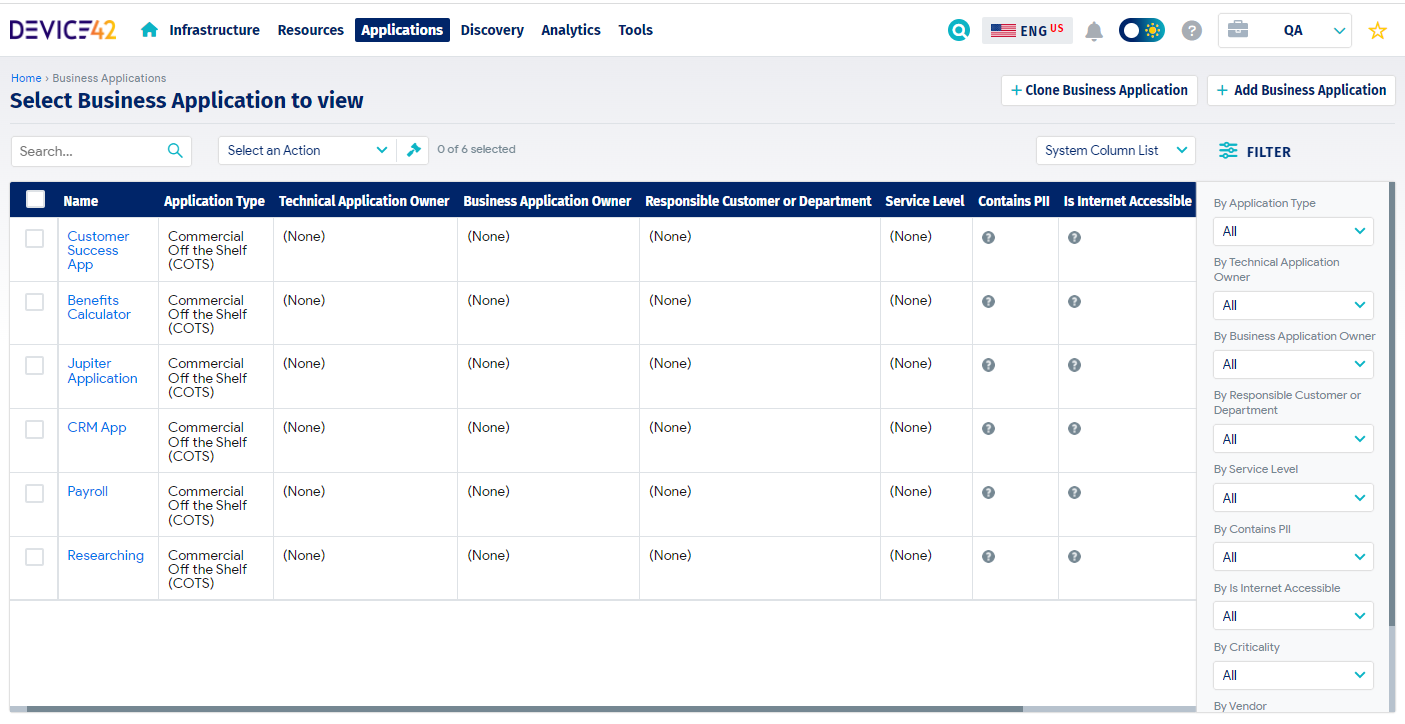 DEVICE42 Infrastructure Resources Applications Discovery Analytics Tools ENG US QA
Home › Business Applications
Select Business Application to view
+ Clone Business Application + Add Business Application
Search... Select an Action 0 of 6 selected System Column List FILTER
Name Application Type Technical Application Owner Business Application Owner Responsible Customer or Department Service Level Contains PII Is Internet Accessible
Customer Success App Commercial Off the Shelf (COTS) (None) (None) (None) (None) ? ?
Benefits Calculator Commercial Off the Shelf (COTS) (None) (None) (None) (None) ? ?
Jupiter Application Commercial Off the Shelf (COTS) (None) (None) (None) (None) ? ?
CRM App Commercial Off the Shelf (COTS) (None) (None) (None) (None) ? ?
Payroll Commercial Off the Shelf (COTS) (None) (None) (None) (None) ? ?
Researching Commercial Off the Shelf (COTS) (None) (None) (None) (None) ? ?
By Application Type
All
By Technical Application
Owner
All
By Business Application Owner
All
By Responsible Customer or
Department
All
By Service Level
All
By Contains PII
All
By Is Internet Accessible
All
By Criticality
All
By Vendor